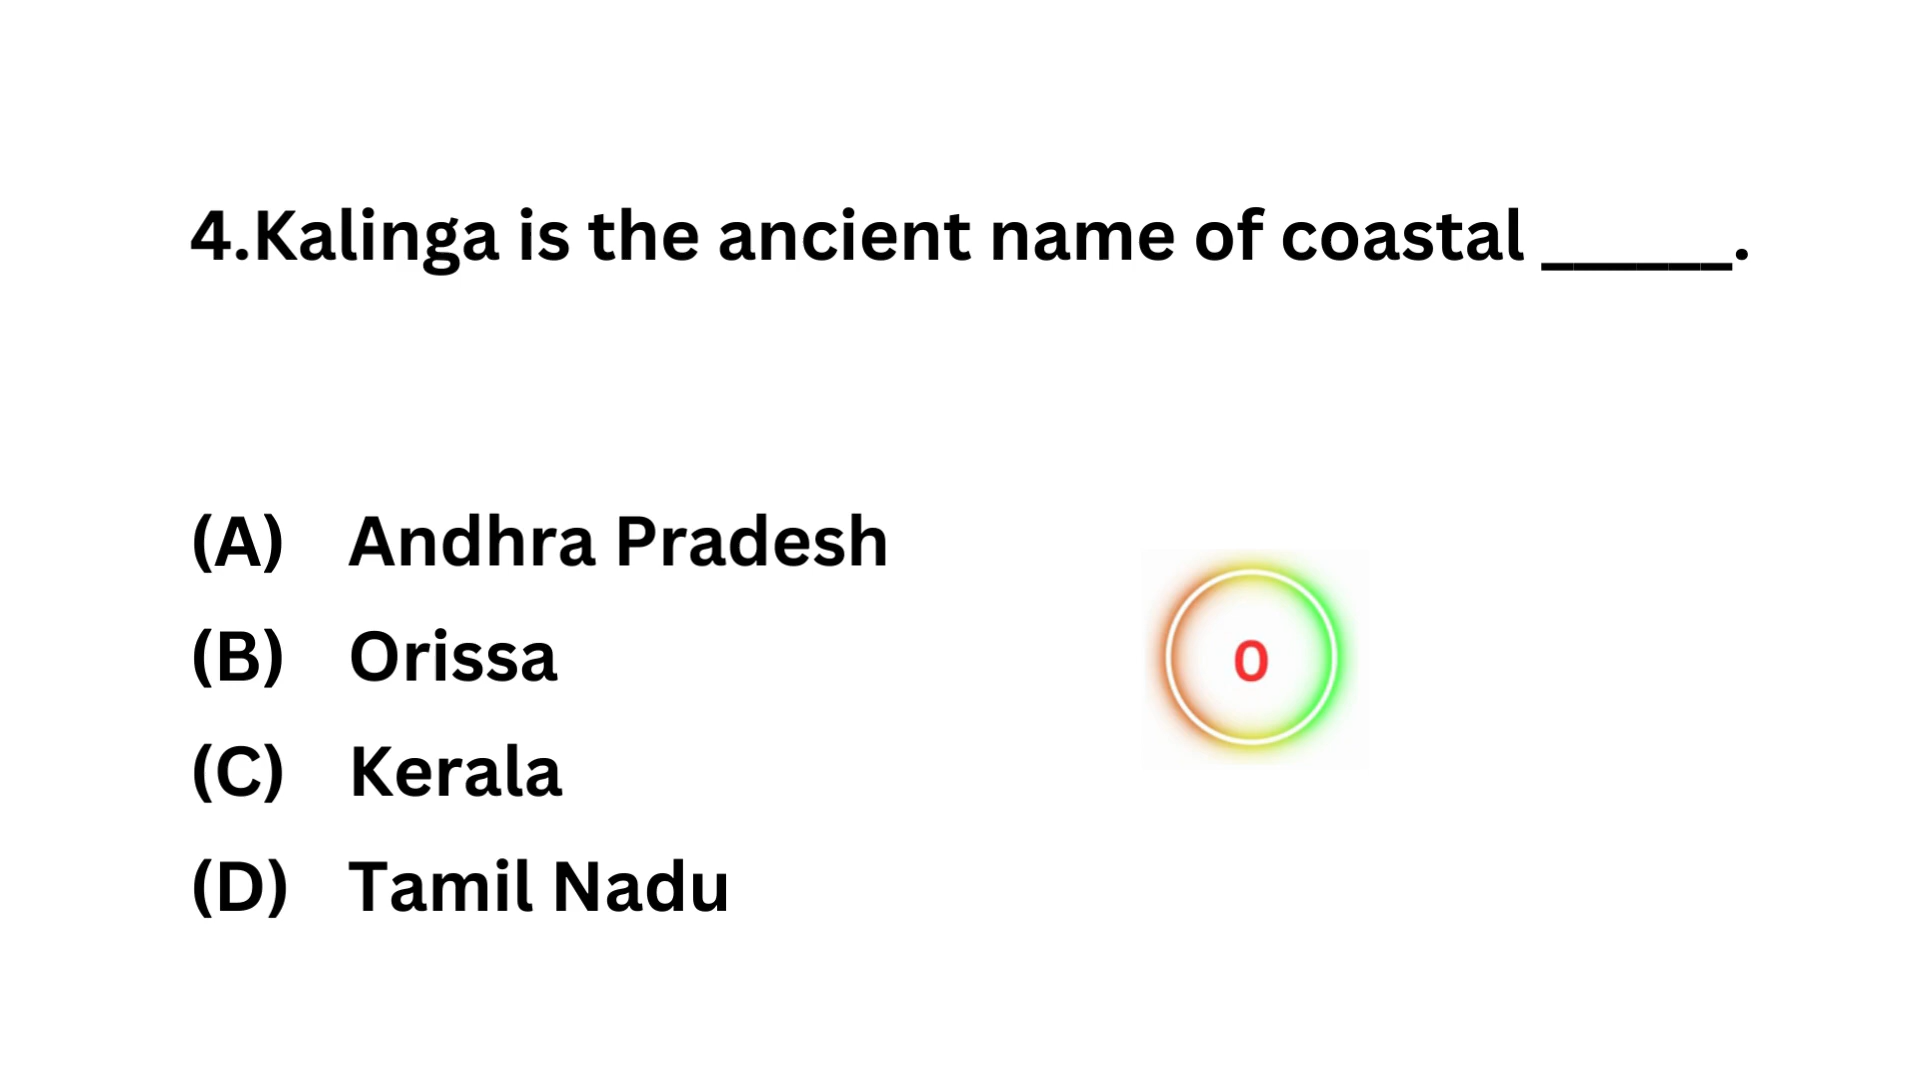 4.Kalinga is the ancient name of coastal ______.
(A) Andhra Pradesh
(B) Orissa
0
(C) Kerala
(D) Tamil Nadu